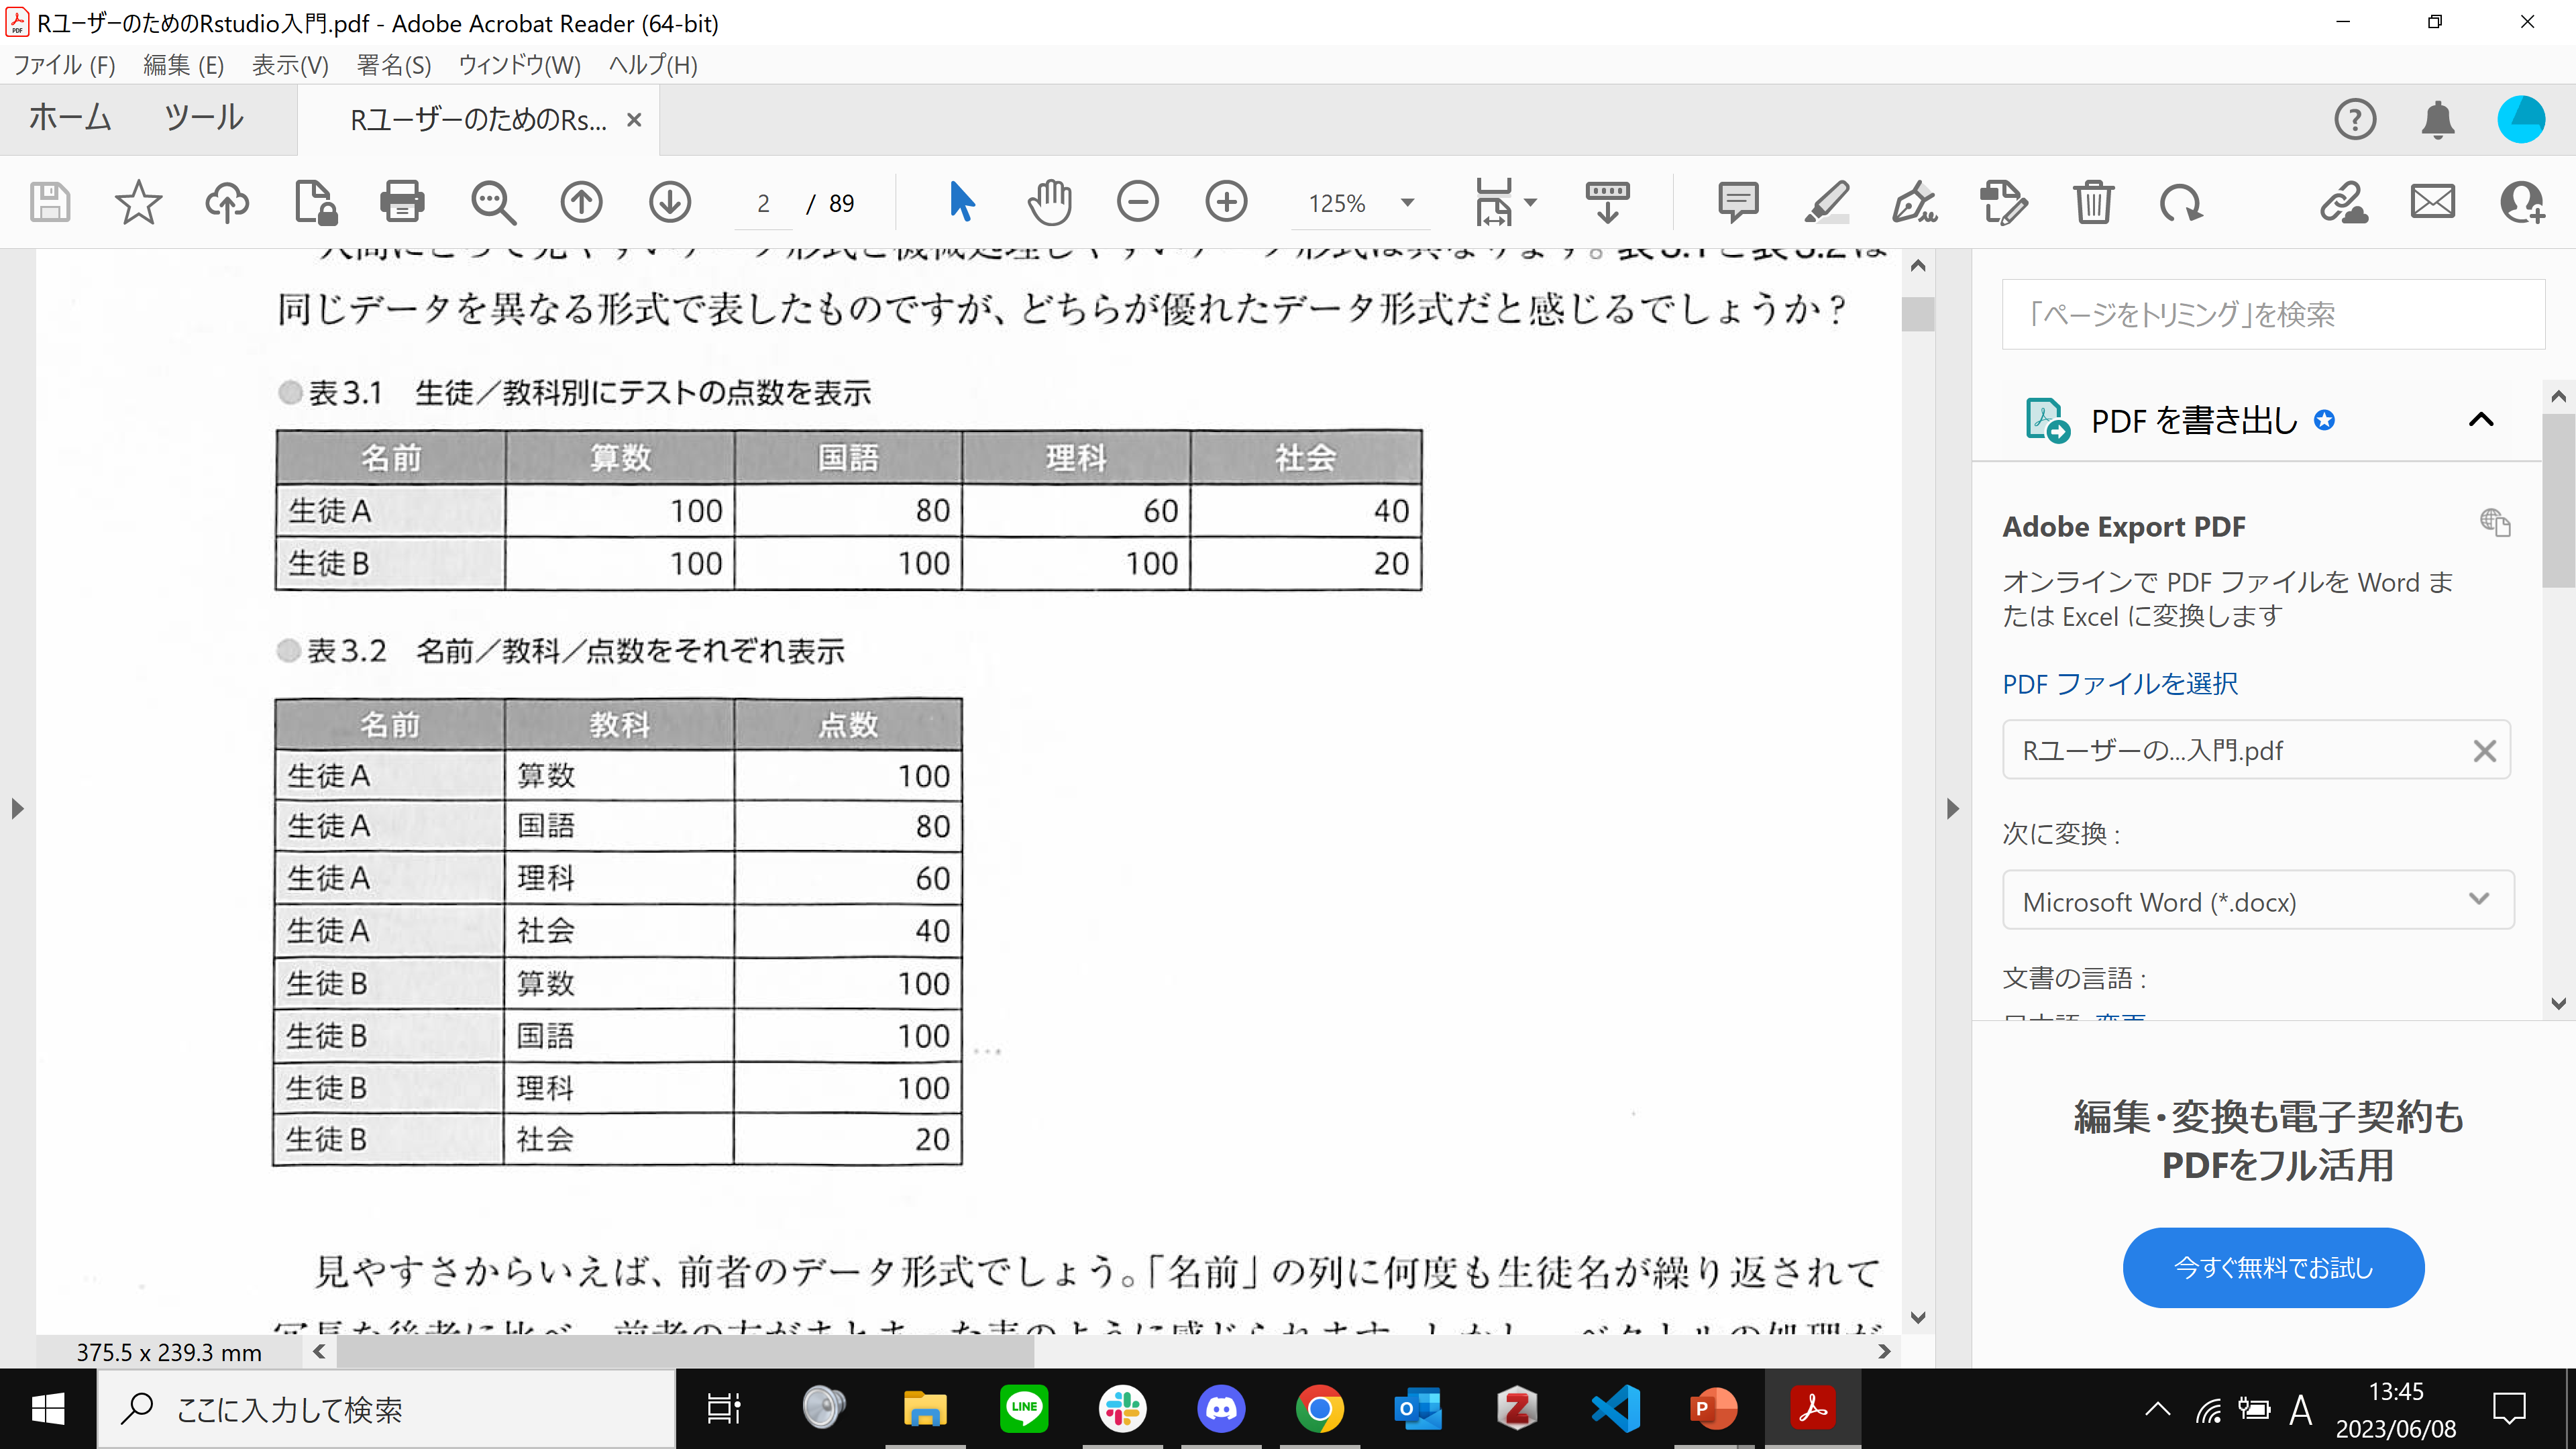 RユーザーのためのRstudio入門.pdf - Adobe Acrobat Reader (64-bit)
ファイル (F) 編集 (E) 表示(V) 署名(S) ウィンドウ(W) ヘルプ(H)
ホーム ツール RユーザーのためのRs...
2 / 89 125%
同じデータを異なる形式で表したものですが、どちらが優れたデータ形式だと感じるでしょうか？
表3.1 生徒／教科別にテストの点数を表示
名前 算数 国語 理科 社会
生徒A 100 80 60 40
生徒B 100 100 100 20
表3.2 名前／教科／点数をそれぞれ表示
名前 教科 点数
生徒A 算数 100
生徒A 国語 80
生徒A 理科 60
生徒A 社会 40
生徒B 算数 100
生徒B 国語 100
生徒B 理科 100
生徒B 社会 20
見やすさからいえば、前者のデータ形式でしょう。「名前」の列に何度も生徒名が繰り返されて
375.5 x 239.3 mm
「ページをトリミング」を検索
PDF を書き出し
Adobe Export PDF
オンラインで PDF ファイルを Word ま
たは Excel に変換します
PDF ファイルを選択
Rユーザーの...入門.pdf
次に変換 :
Microsoft Word (*.docx)
文書の言語 :
編集・変換も電子契約も
PDFをフル活用
今すぐ無料でお試し
ここに入力して検索
LINE
A
13:45
2023/06/08